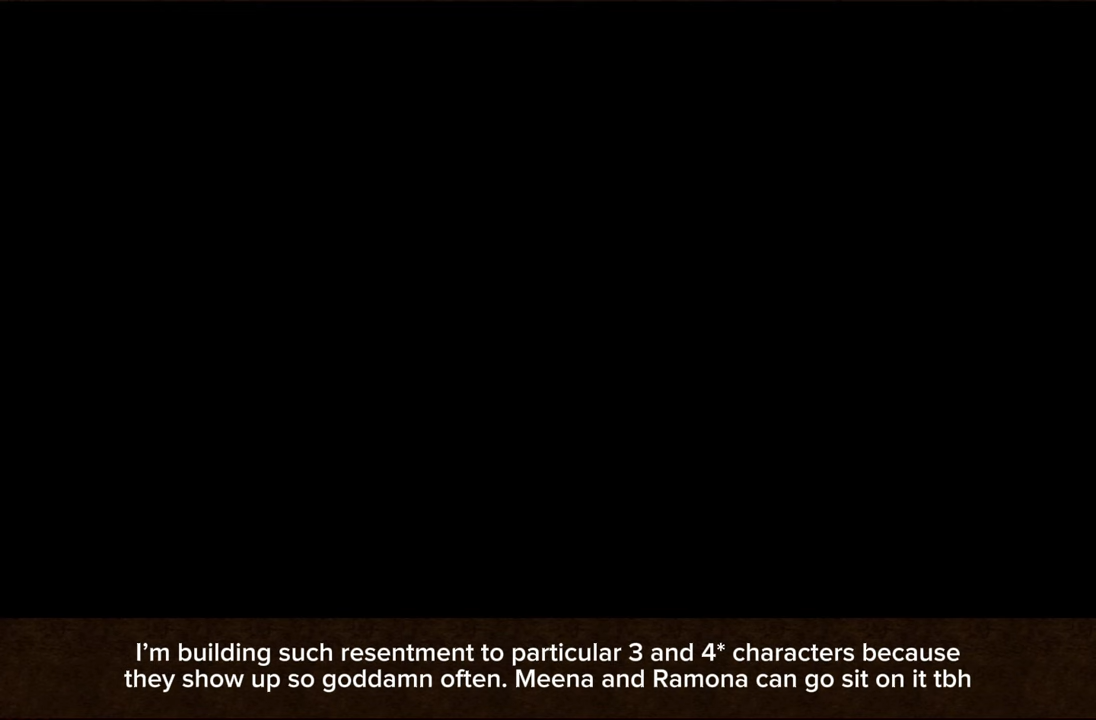 I’m building such resentment to particular 3 and 4* characters because
they show up so goddamn often. Meena and Ramona can go sit on it tbh